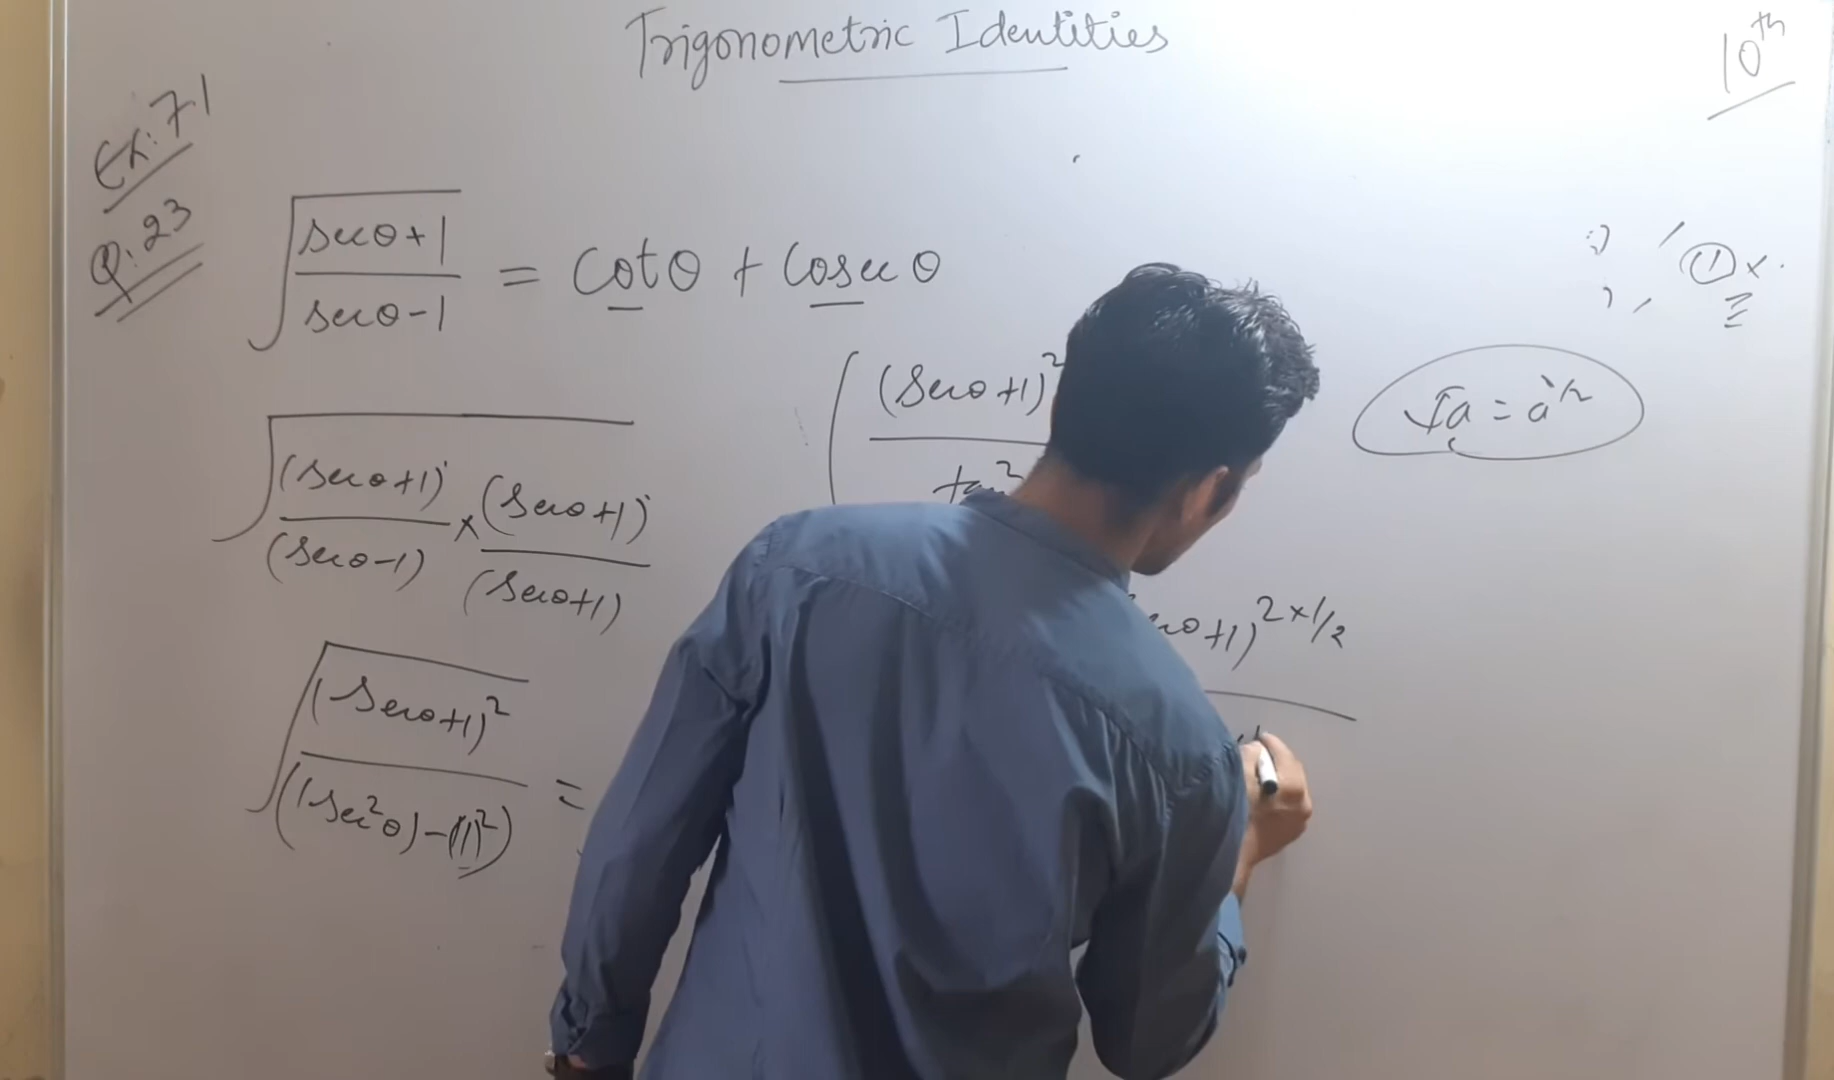 Trigonometric Identities
10th
Ex: 7.1
Q: 23
√((secθ+1)/(secθ-1)) = Cotθ + Cosecθ
√a = a^1/2
√((secθ+1)/(secθ-1) × (secθ+1)/(secθ+1))
√((secθ+1)²/((sec²θ)-(1)²)) =
(secθ+1)²
tan²
θ+1)^2×1/2